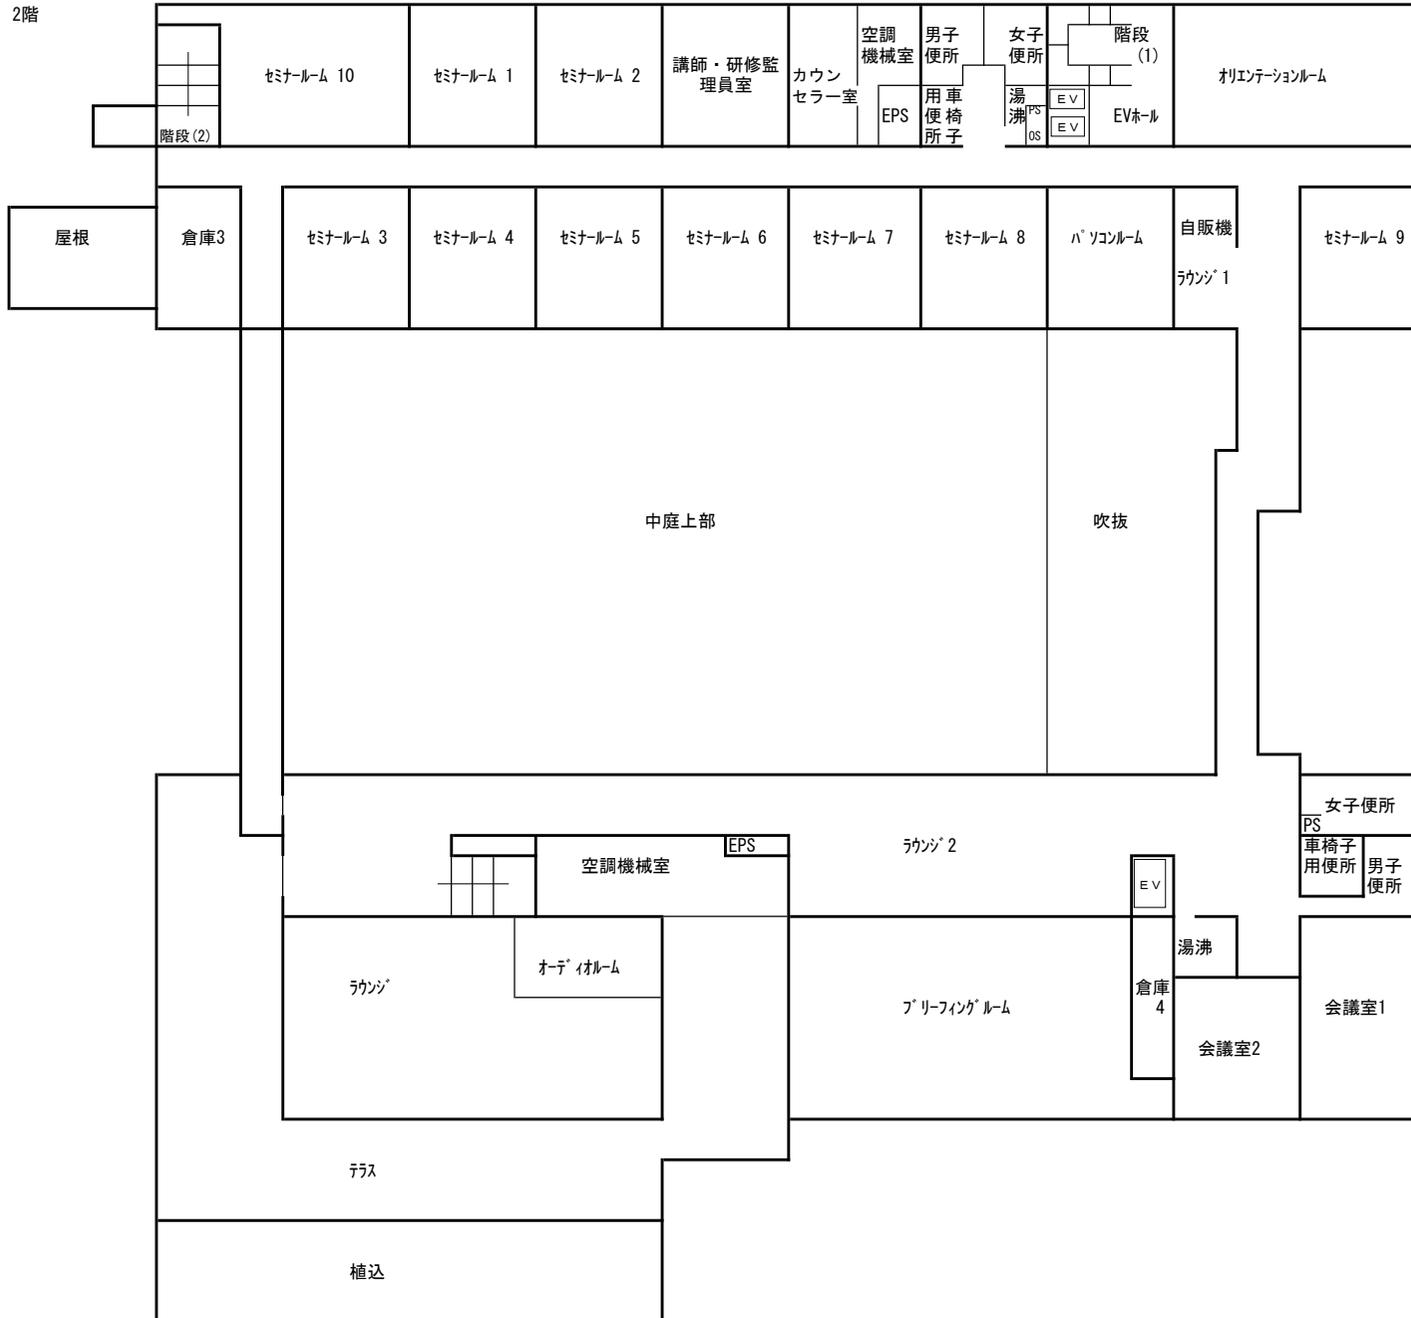 2階
空調
機械室
男子
便所
女子
便所
階段
(1)
ｾﾐﾅｰﾙｰﾑ 10
ｾﾐﾅｰﾙｰﾑ 1
ｾﾐﾅｰﾙｰﾑ 2
講師・研修監
理員室
カウン
セラー室
ｵﾘｴﾝﾃｰｼｮﾝﾙｰﾑ
階段(2)
EPS
車椅子
用便所
湯沸
PS
OS
EV
EV
EVﾎｰﾙ
屋根
倉庫3
ｾﾐﾅｰﾙｰﾑ 3
ｾﾐﾅｰﾙｰﾑ 4
ｾﾐﾅｰﾙｰﾑ 5
ｾﾐﾅｰﾙｰﾑ 6
ｾﾐﾅｰﾙｰﾑ 7
ｾﾐﾅｰﾙｰﾑ 8
ﾊﾟｿｺﾝﾙｰﾑ
自販機
ﾗｳﾝｼﾞ1
ｾﾐﾅｰﾙｰﾑ 9
中庭上部
吹抜
女子便所
PS
車椅子
用便所
男子
便所
EPS
空調機械室
ﾗｳﾝｼﾞ2
EV
ﾗｳﾝｼﾞ
ｵｰﾃﾞｨｵﾙｰﾑ
ﾌﾞﾘｰﾌｨﾝｸﾞﾙｰﾑ
倉庫
4
湯沸
会議室2
会議室1
ﾃﾗｽ
植込